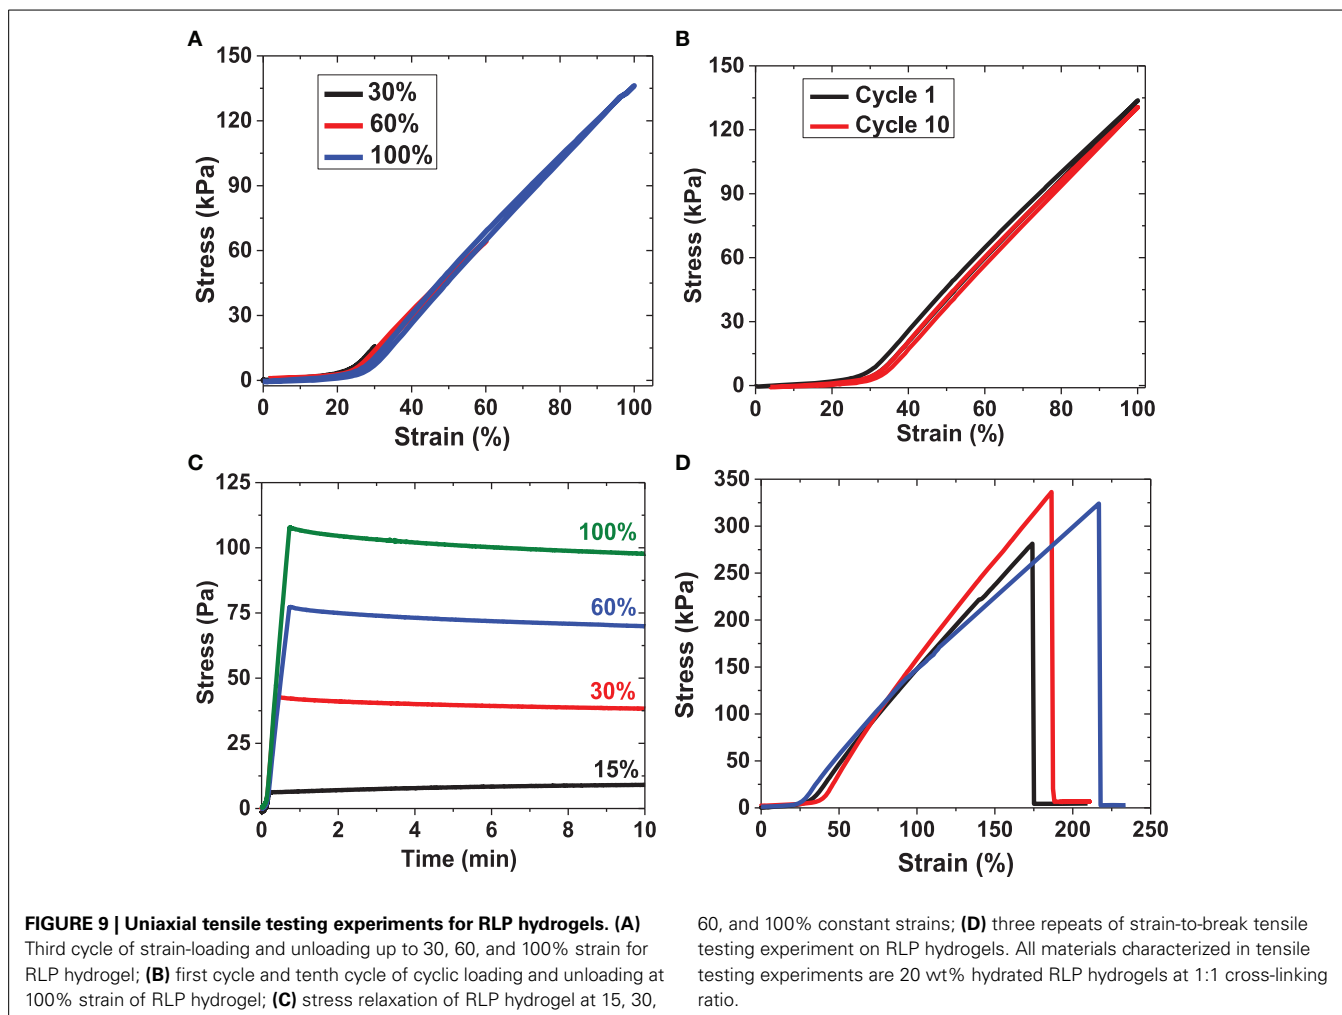 A
150
120
90
60
30
0
Stress (kPa)
30%
60%
100%
0 20 40 60 80 100
Strain (%)
B
150
120
90
60
30
0
Stress (kPa)
Cycle 1
Cycle 10
0 20 40 60 80 100
Strain (%)
C
125
100
75
50
25
0
Stress (Pa)
100%
60%
30%
15%
0 2 4 6 8 10
Time (min)
D
350
300
250
200
150
100
50
0
Stress (kPa)
0 50 100 150 200 250
Strain (%)
FIGURE 9 | Uniaxial tensile testing experiments for RLP hydrogels. (A)
Third cycle of strain-loading and unloading up to 30, 60, and 100% strain for
RLP hydrogel; (B) first cycle and tenth cycle of cyclic loading and unloading at
100% strain of RLP hydrogel; (C) stress relaxation of RLP hydrogel at 15, 30,
60, and 100% constant strains; (D) three repeats of strain-to-break tensile
testing experiment on RLP hydrogels. All materials characterized in tensile
testing experiments are 20 wt% hydrated RLP hydrogels at 1:1 cross-linking
ratio.